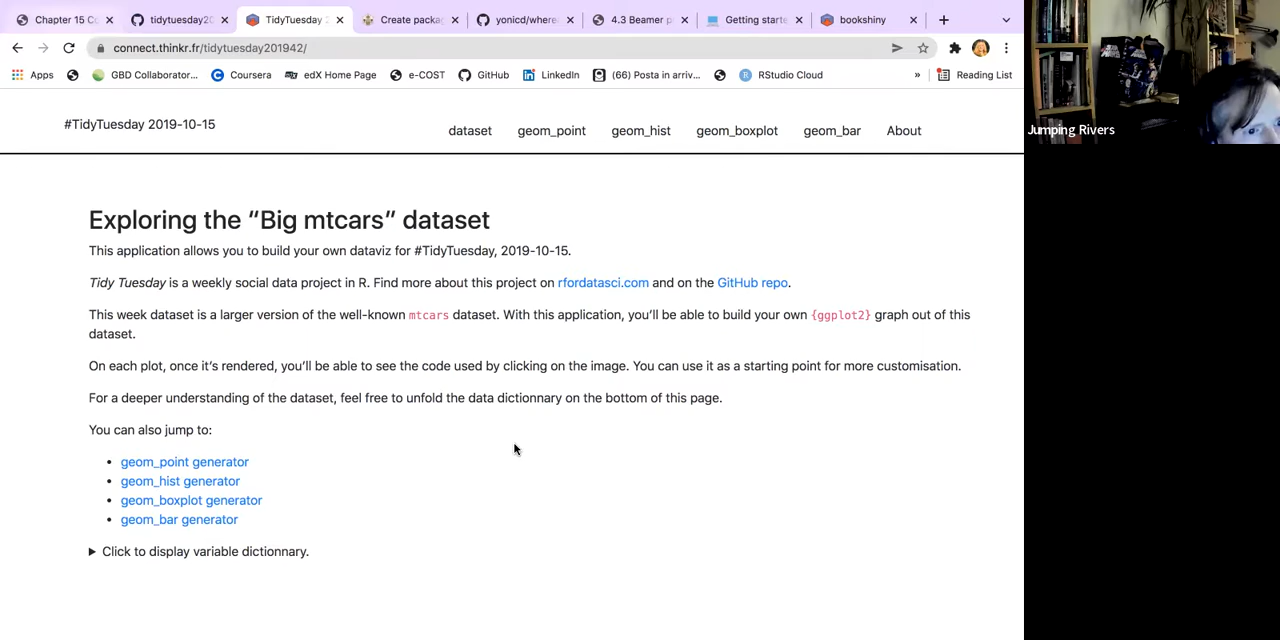 Chapter 15 Cu
tidytuesday20
TidyTuesday 2
Create packag
yonicd/where
4.3 Beamer p
Getting starte
bookshiny
connect.thinkr.fr/tidytuesday201942/
Apps
GBD Collaborator...
Coursera
edX Home Page
e-COST
GitHub
LinkedIn
(66) Posta in arriv...
RStudio Cloud
»
Reading List
Jumping Rivers
#TidyTuesday 2019-10-15
dataset
geom_point
geom_hist
geom_boxplot
geom_bar
About
Exploring the “Big mtcars” dataset
This application allows you to build your own dataviz for #TidyTuesday, 2019-10-15.
Tidy Tuesday is a weekly social data project in R. Find more about this project on rfordatasci.com and on the GitHub repo.
This week dataset is a larger version of the well-known mtcars dataset. With this application, you’ll be able to build your own {ggplot2} graph out of this
dataset.
On each plot, once it’s rendered, you’ll be able to see the code used by clicking on the image. You can use it as a starting point for more customisation.
For a deeper understanding of the dataset, feel free to unfold the data dictionnary on the bottom of this page.
You can also jump to:
• geom_point generator
• geom_hist generator
• geom_boxplot generator
• geom_bar generator
Click to display variable dictionnary.